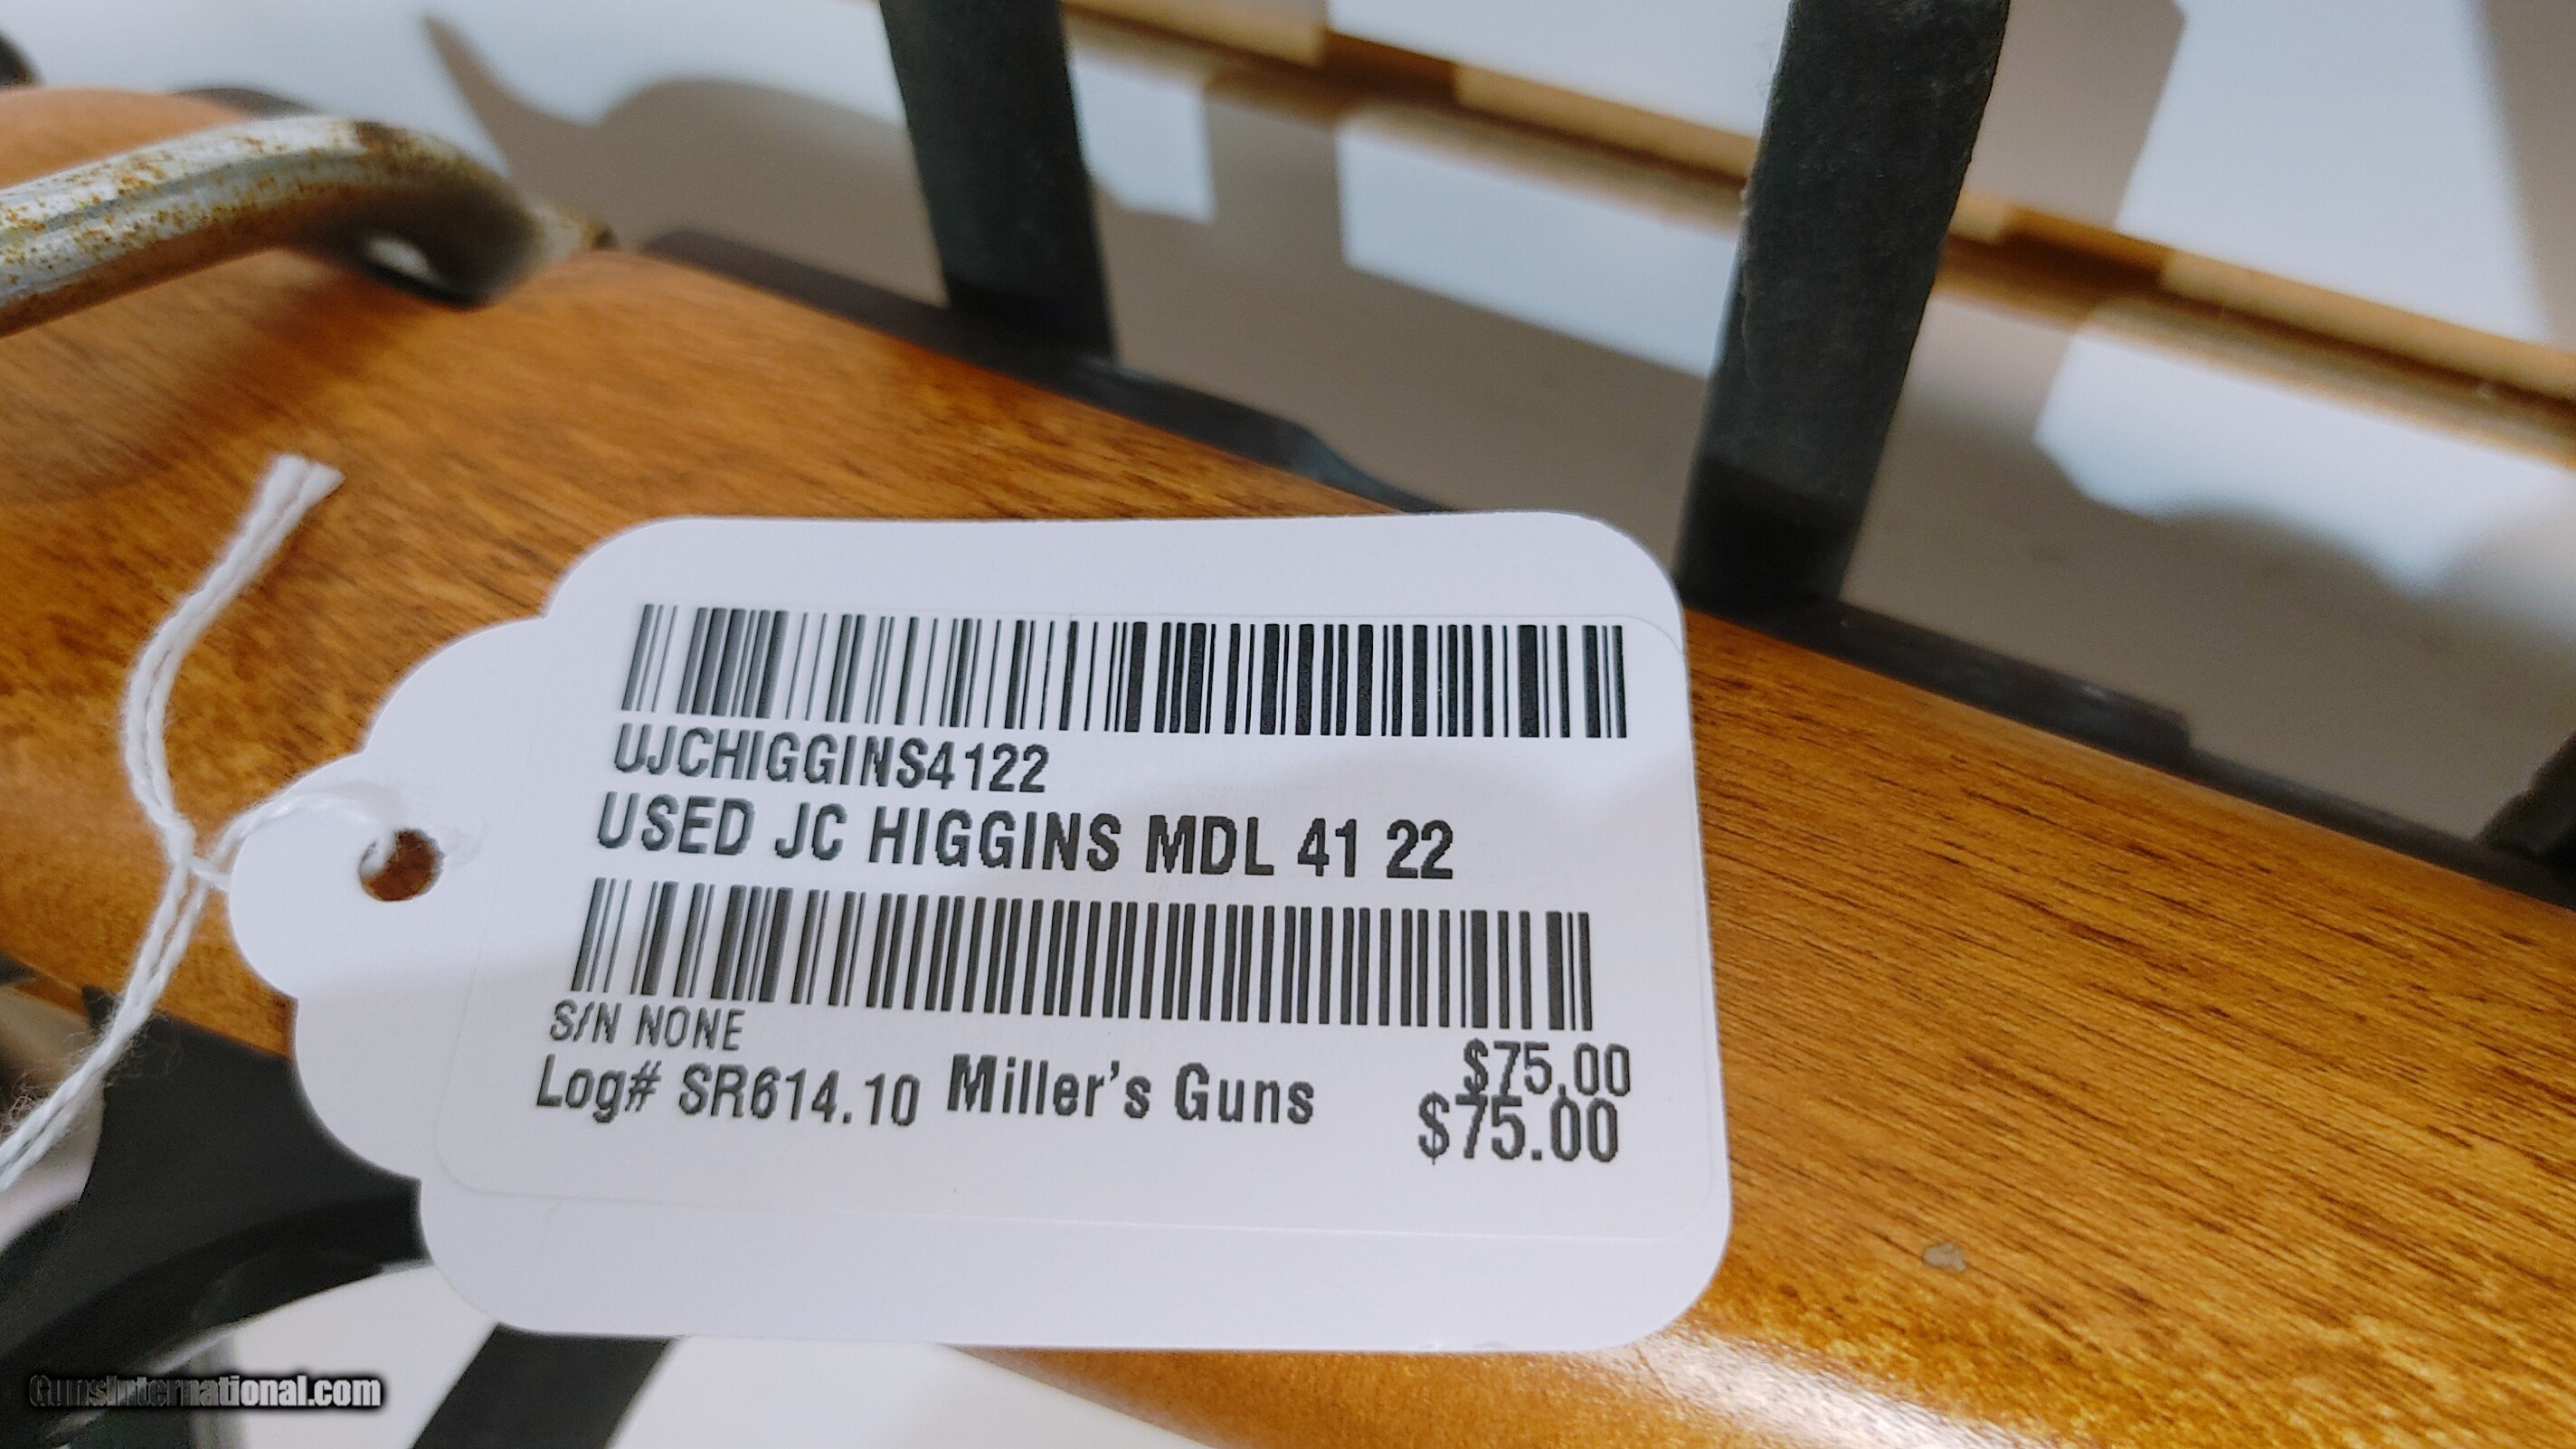 UJCHIGGINS4122
USED JC HIGGINS MDL 41 22
S/N NONE
$75.00
Log# SR614.10 Miller's Guns
$75.00
GunsInternational.com